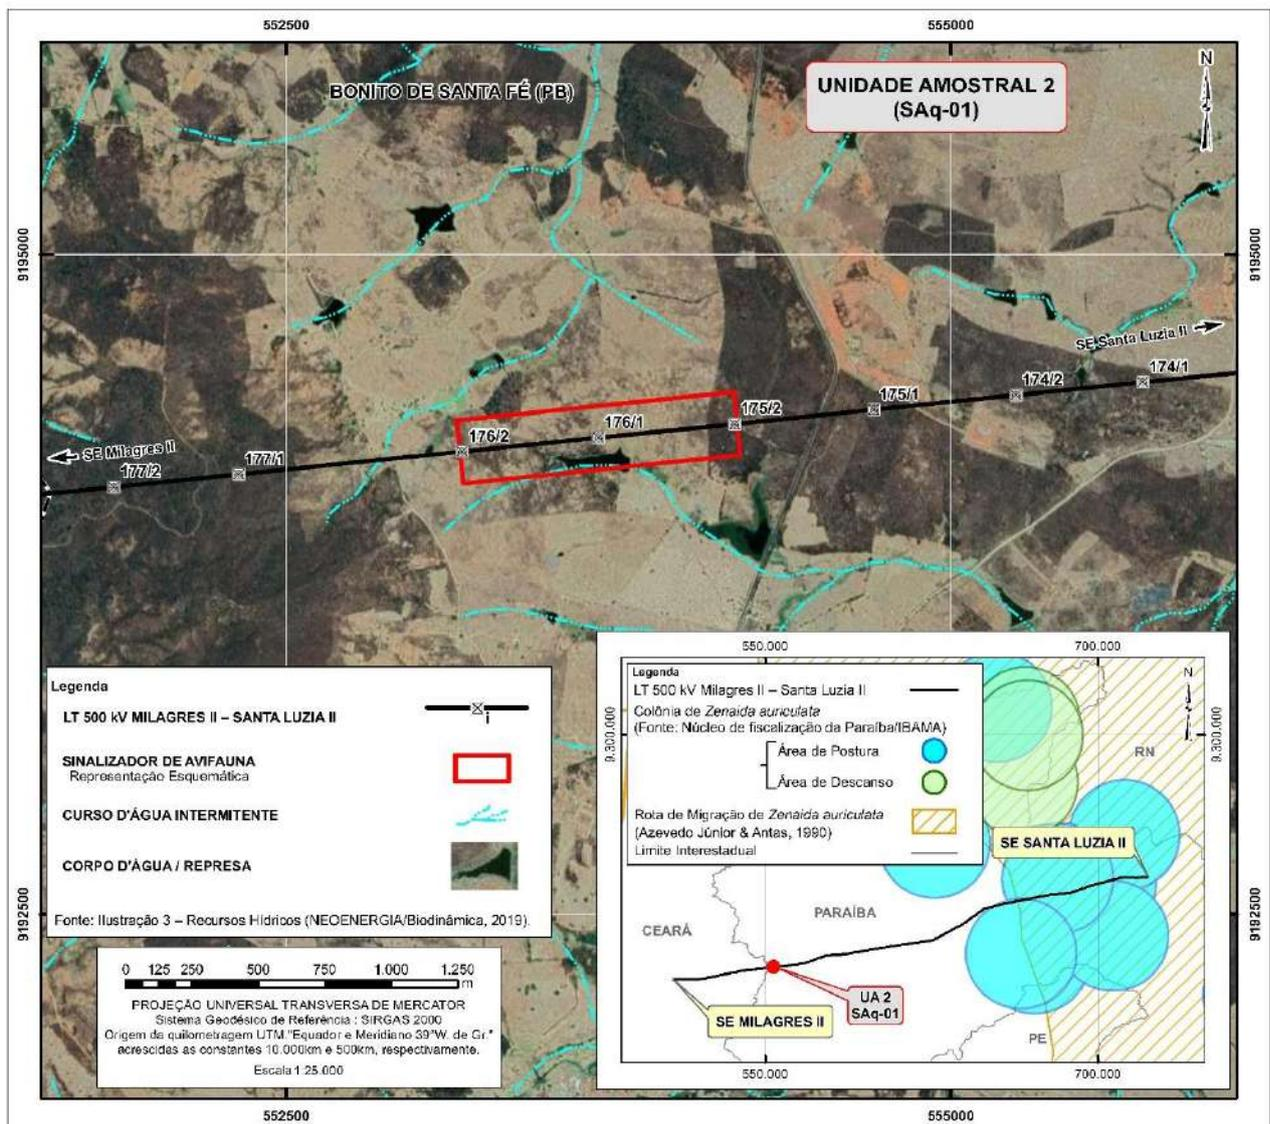 552500
555000
BONITO DE SANTA FÉ (PB)
UNIDADE AMOSTRAL 2
(SAq-01)
N
9195000
9195000
SE Santa Luzia II
174/1
174/2
175/1
175/2
176/1
176/2
SE Milagres II
177/1
177/2
Legenda
LT 500 kV MILAGRES II – SANTA LUZIA II
i
SINALIZADOR DE AVIFAUNA
Representação Esquemática
CURSO D'ÁGUA INTERMITENTE
CORPO D'ÁGUA / REPRESA
Fonte: Ilustração 3 – Recursos Hídricos (NEOENERGIA/Biodinâmica, 2019).
0 125 250 500 750 1.000 1.250
m
PROJEÇÃO UNIVERSAL TRANSVERSA DE MERCATOR
Sistema Geodésico de Referência : SIRGAS 2000
Origem da quilometragem UTM."Equador e Meridiano 39°W. de Gr."
acrescidas as constantes 10.000km e 500km, respectivamente.
Escala 1:25.000
550.000
700.000
Legenda
LT 500 kV Milagres II – Santa Luzia II
Colônia de Zenaida auriculata
(Fonte: Núcleo de fiscalização da Paraíba/IBAMA)
Área de Postura
Área de Descanso
Rota de Migração de Zenaida auriculata
(Azevedo Júnior & Antas, 1990)
Limite Interestadual
N
9.300.000
9.300.000
RN
SE SANTA LUZIA II
PARAÍBA
CEARÁ
UA 2
SAq-01
SE MILAGRES II
PE
550.000
700.000
9192500
9192500
552500
555000